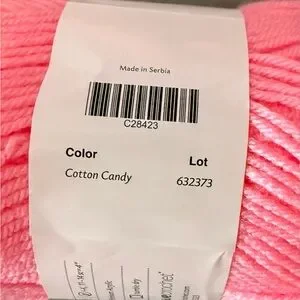 Made in Serbia
C28423
Color Lot
Cotton Candy 632373